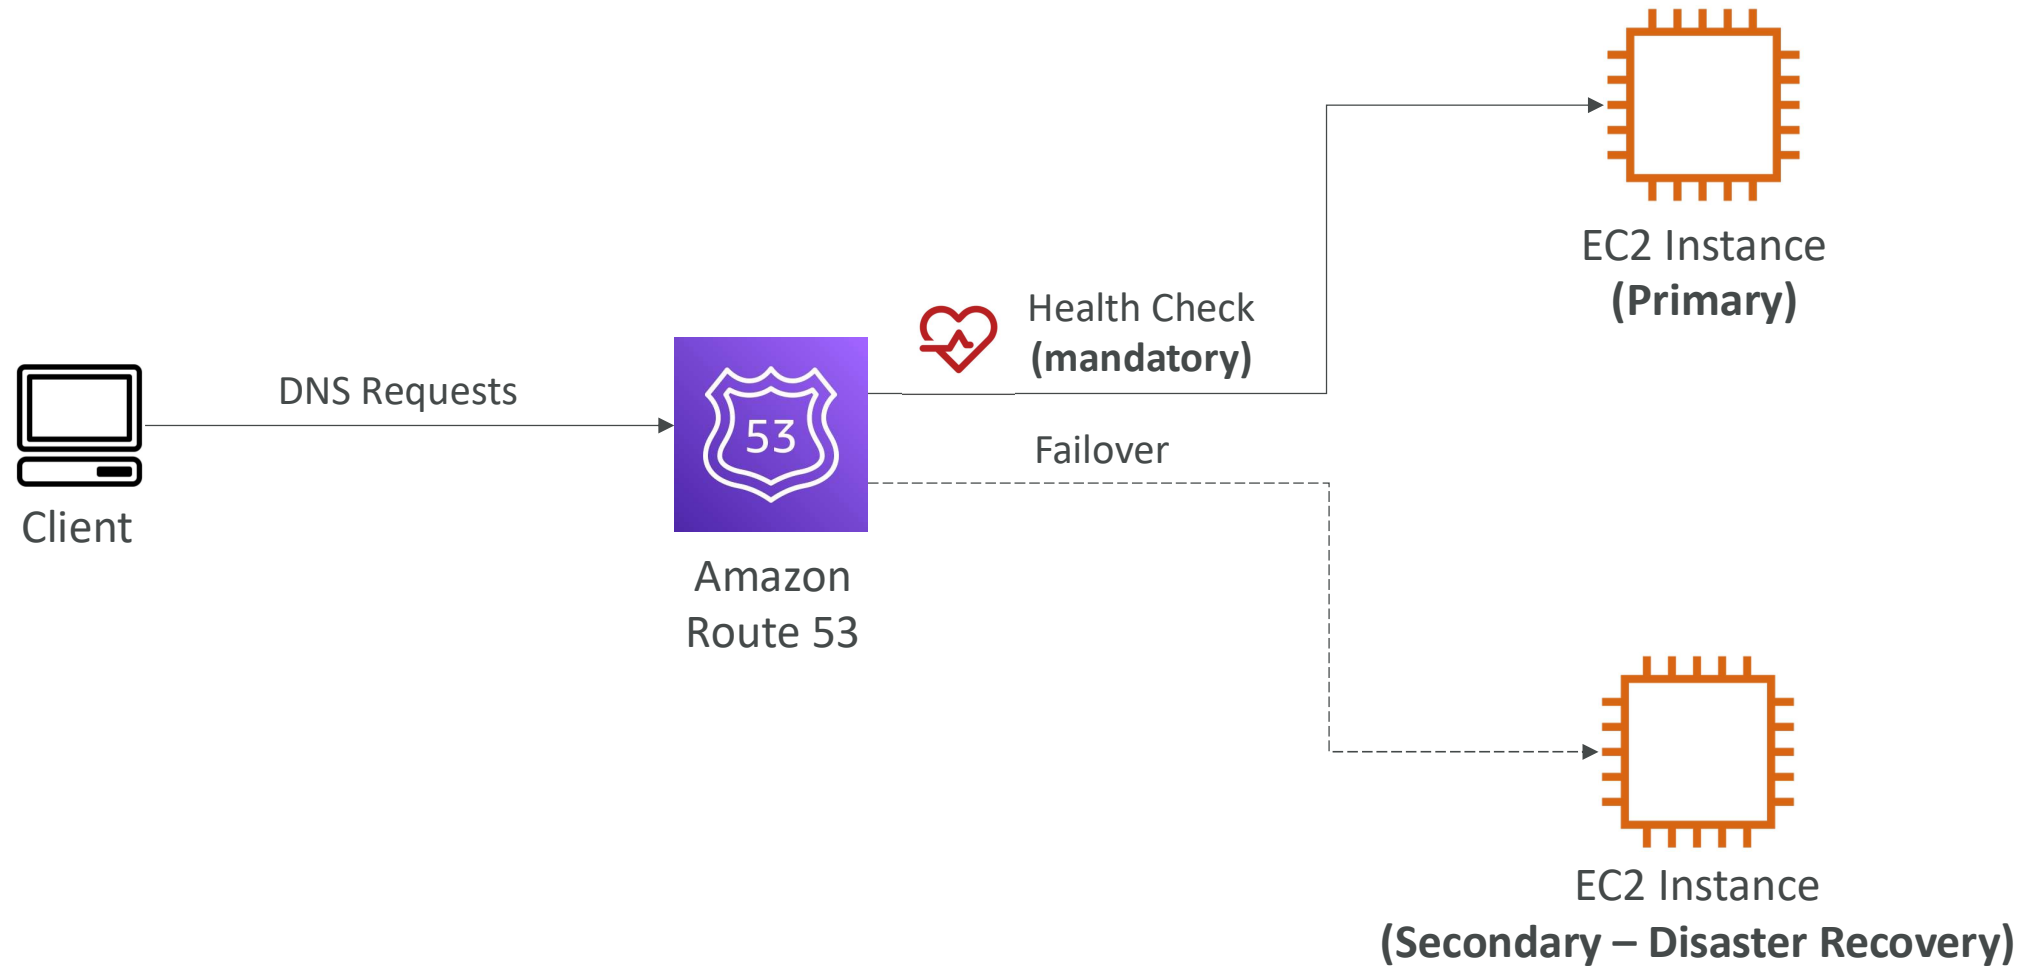 Client
DNS Requests
53
Amazon
Route 53
Health Check
(mandatory)
Failover
EC2 Instance
(Primary)
EC2 Instance
(Secondary – Disaster Recovery)